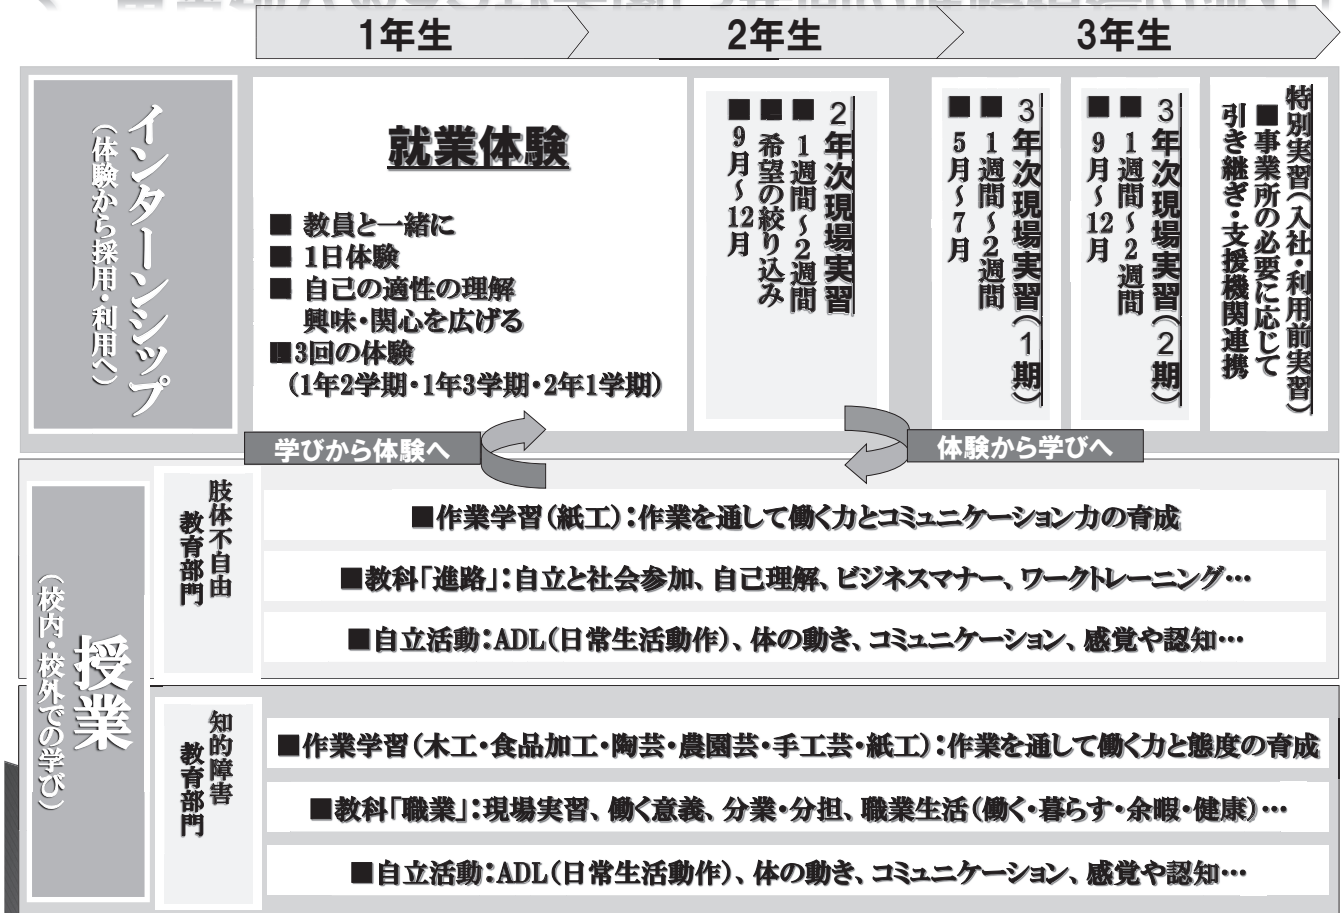 1年生
2年生
3年生
インターンシップ
（体験から採用・利用へ）
就業体験
■ 教員と一緒に
■ 1日体験
■ 自己の適性の理解
興味・関心を広げる
■3回の体験
（1年2学期・1年3学期・2年1学期）
2年次現場実習
■ 1週間～2週間
■ 希望の絞り込み
■ 9月～12月
3年次現場実習（1期）
■ 1週間～2週間
■ 5月～7月
3年次現場実習（2期）
■ 1週間～2週間
■ 9月～12月
特別実習（入社・利用前実習）
■事業所の必要に応じて
引き継ぎ・支援機関連携
学びから体験へ
体験から学びへ
授業
（校内・校外での学び）
肢体不自由
教育部門
■作業学習（紙工）：作業を通して働く力とコミュニケーション力の育成
■教科「進路」：自立と社会参加、自己理解、ビジネスマナー、ワークトレーニング…
■自立活動：ADL（日常生活動作）、体の動き、コミュニケーション、感覚や認知…
知的障害
教育部門
■作業学習（木工・食品加工・陶芸・農園芸・手工芸・紙工）：作業を通して働く力と態度の育成
■教科「職業」：現場実習、働く意義、分業・分担、職業生活（働く・暮らす・余暇・健康）…
■自立活動：ADL（日常生活動作）、体の動き、コミュニケーション、感覚や認知…